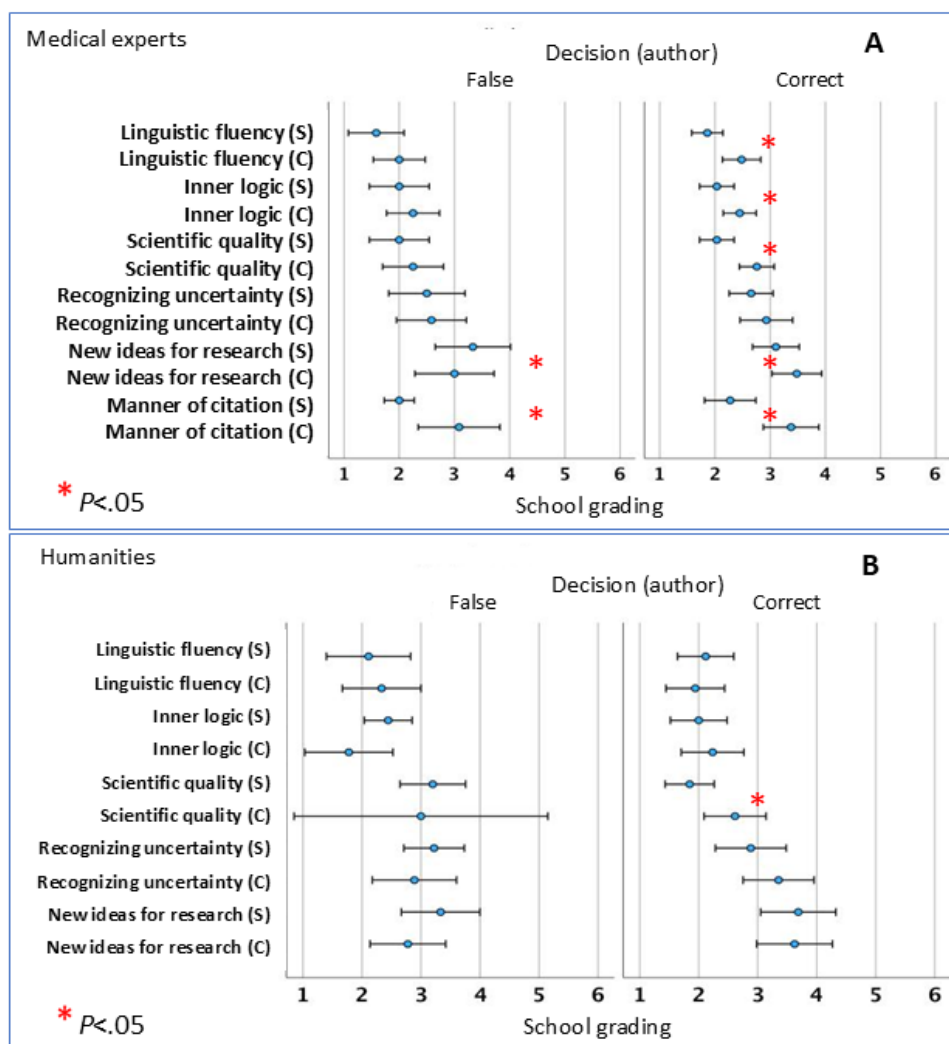 Medical experts
A
Decision (author)
False Correct
Linguistic fluency (S)
Linguistic fluency (C)
Inner logic (S)
Inner logic (C)
Scientific quality (S)
Scientific quality (C)
Recognizing uncertainty (S)
Recognizing uncertainty (C)
New ideas for research (S)
New ideas for research (C)
Manner of citation (S)
Manner of citation (C)
1 2 3 4 5 6 1 2 3 4 5 6
* P<.05
School grading
Humanities
B
Decision (author)
False Correct
Linguistic fluency (S)
Linguistic fluency (C)
Inner logic (S)
Inner logic (C)
Scientific quality (S)
Scientific quality (C)
Recognizing uncertainty (S)
Recognizing uncertainty (C)
New ideas for research (S)
New ideas for research (C)
1 2 3 4 5 6 1 2 3 4 5 6
* P<.05
School grading